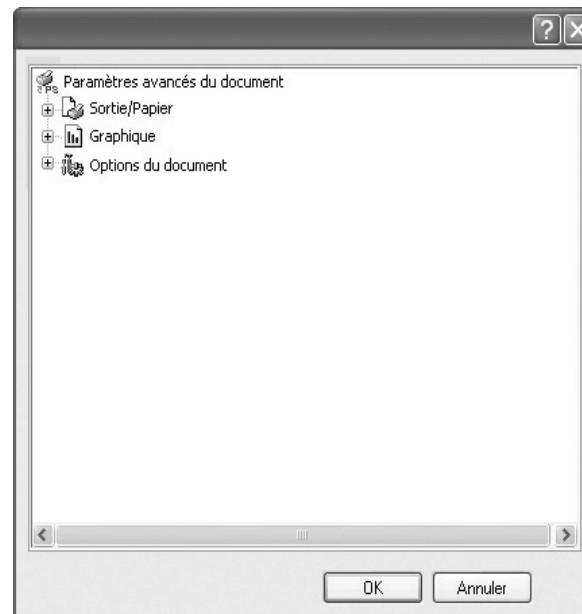 Paramètres avancés du document
Sortie/Papier
Graphique
Options du document
OK
Annuler